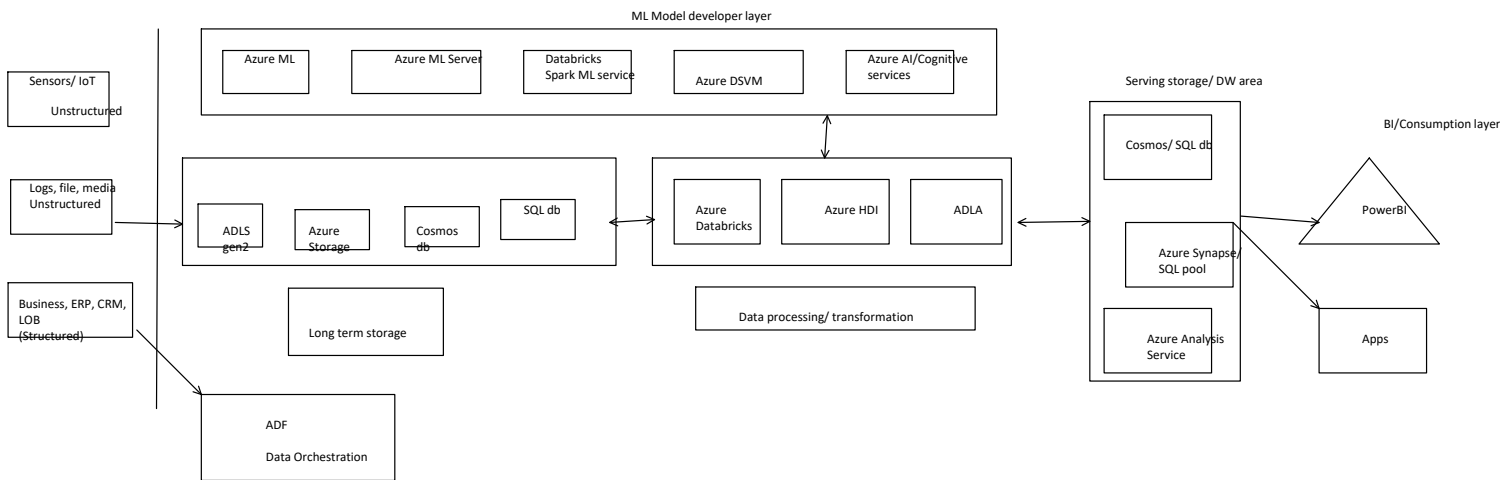 ML Model developer layer
Azure ML
Azure ML Server
Databricks
Spark ML service
Azure DSVM
Azure AI/Cognitive
services
Sensors/ IoT
Unstructured
Logs, file, media
Unstructured
Business, ERP, CRM,
LOB
(Structured)
ADLS
gen2
Azure
Storage
Cosmos
db
SQL db
Long term storage
ADF
Data Orchestration
Azure
Databricks
Azure HDI
ADLA
Data processing/ transformation
Serving storage/ DW area
Cosmos/ SQL db
Azure Synapse/
SQL pool
Azure Analysis
Service
BI/Consumption layer
PowerBI
Apps